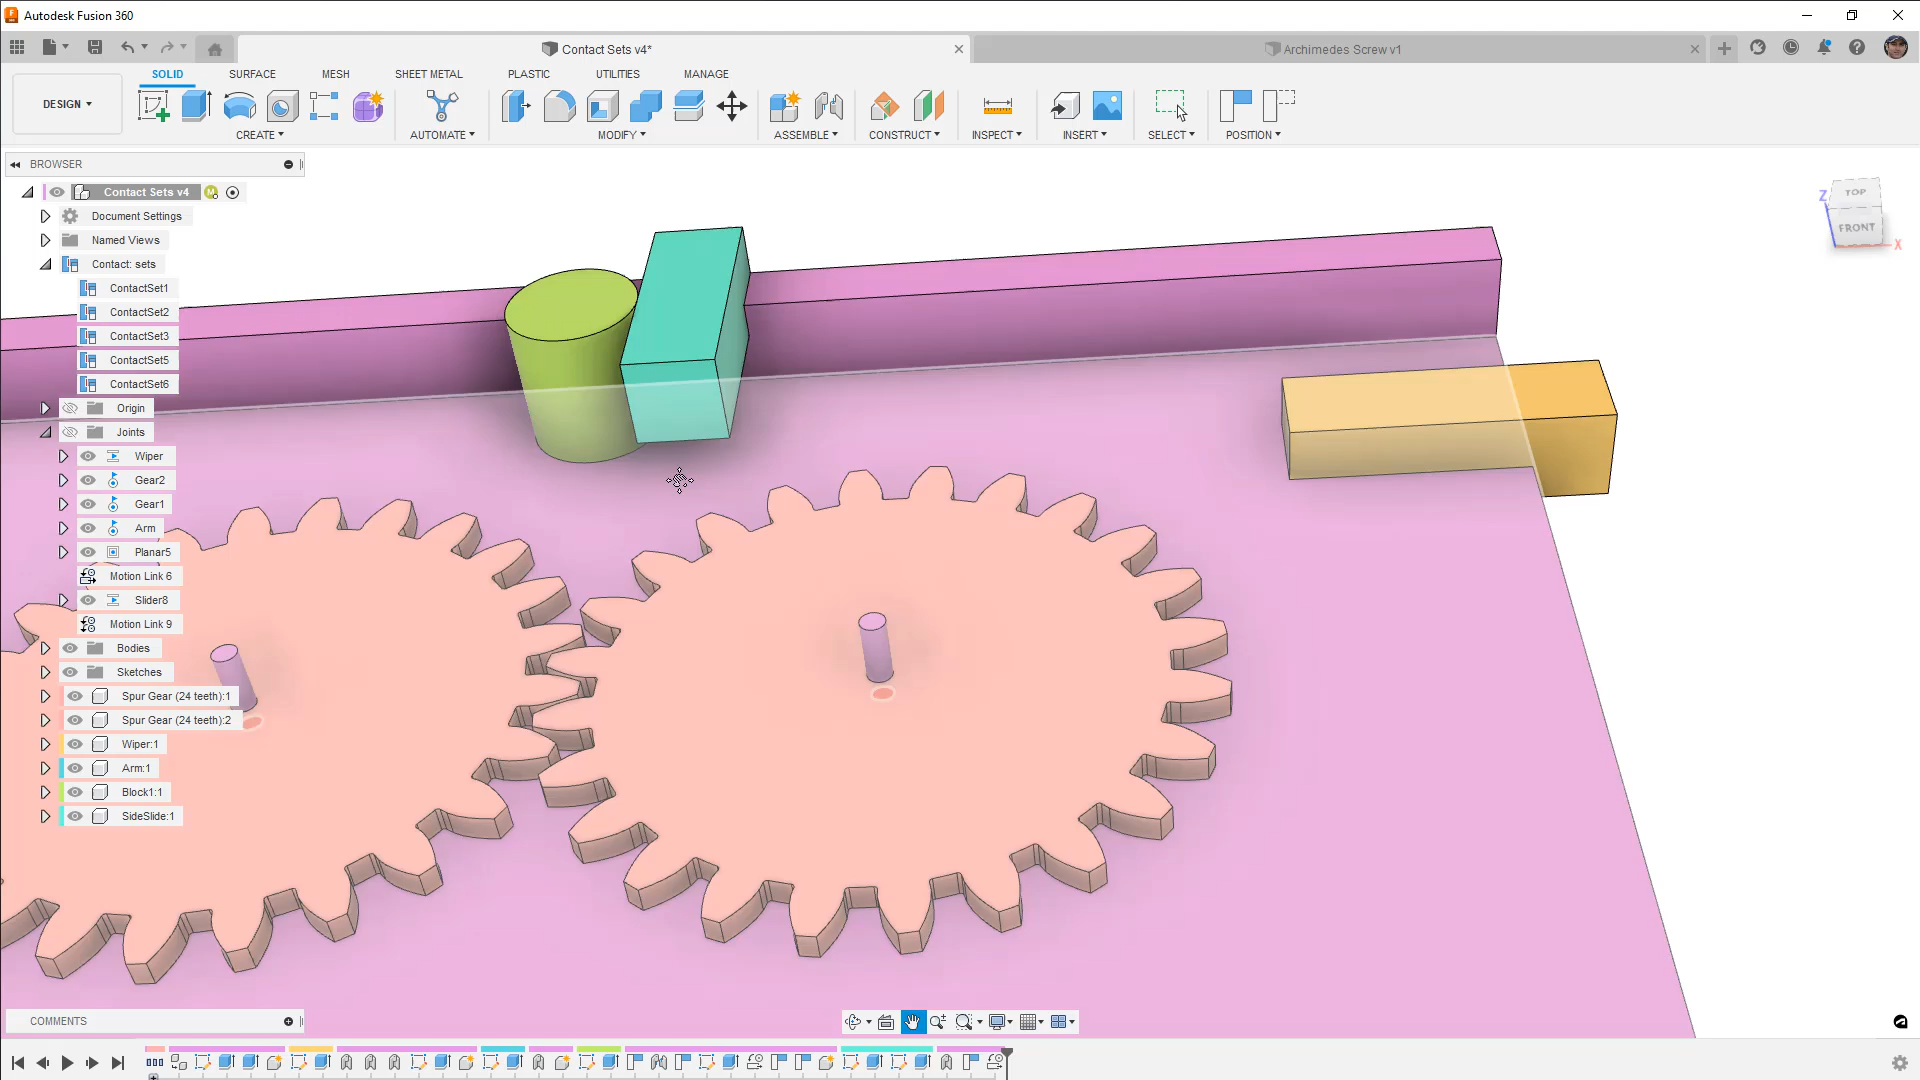 Autodesk Fusion 360
Contact Sets v4*
Archimedes Screw v1
DESIGN
SOLID
SURFACE
MESH
SHEET METAL
PLASTIC
UTILITIES
MANAGE
CREATE
AUTOMATE
MODIFY
ASSEMBLE
CONSTRUCT
INSPECT
INSERT
SELECT
POSITION
BROWSER
Contact Sets v4
Document Settings
Named Views
Contact: sets
ContactSet1
ContactSet2
ContactSet3
ContactSet5
ContactSet6
Origin
Joints
Wiper
Gear2
Gear1
Arm
Planar5
Motion Link 6
Slider8
Motion Link 9
Bodies
Sketches
Spur Gear (24 teeth):1
Spur Gear (24 teeth):2
Wiper:1
Arm:1
Block1:1
SideSlide:1
TOP
Z
FRONT
X
COMMENTS